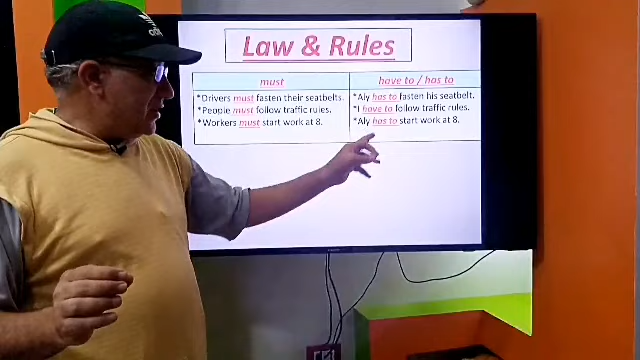 Law & Rules
must
*Drivers must fasten their seatbelts.
*People must follow traffic rules.
*Workers must start work at 8.
have to / has to
*Aly has to fasten his seatbelt.
*I have to follow traffic rules.
*Aly has to start work at 8.